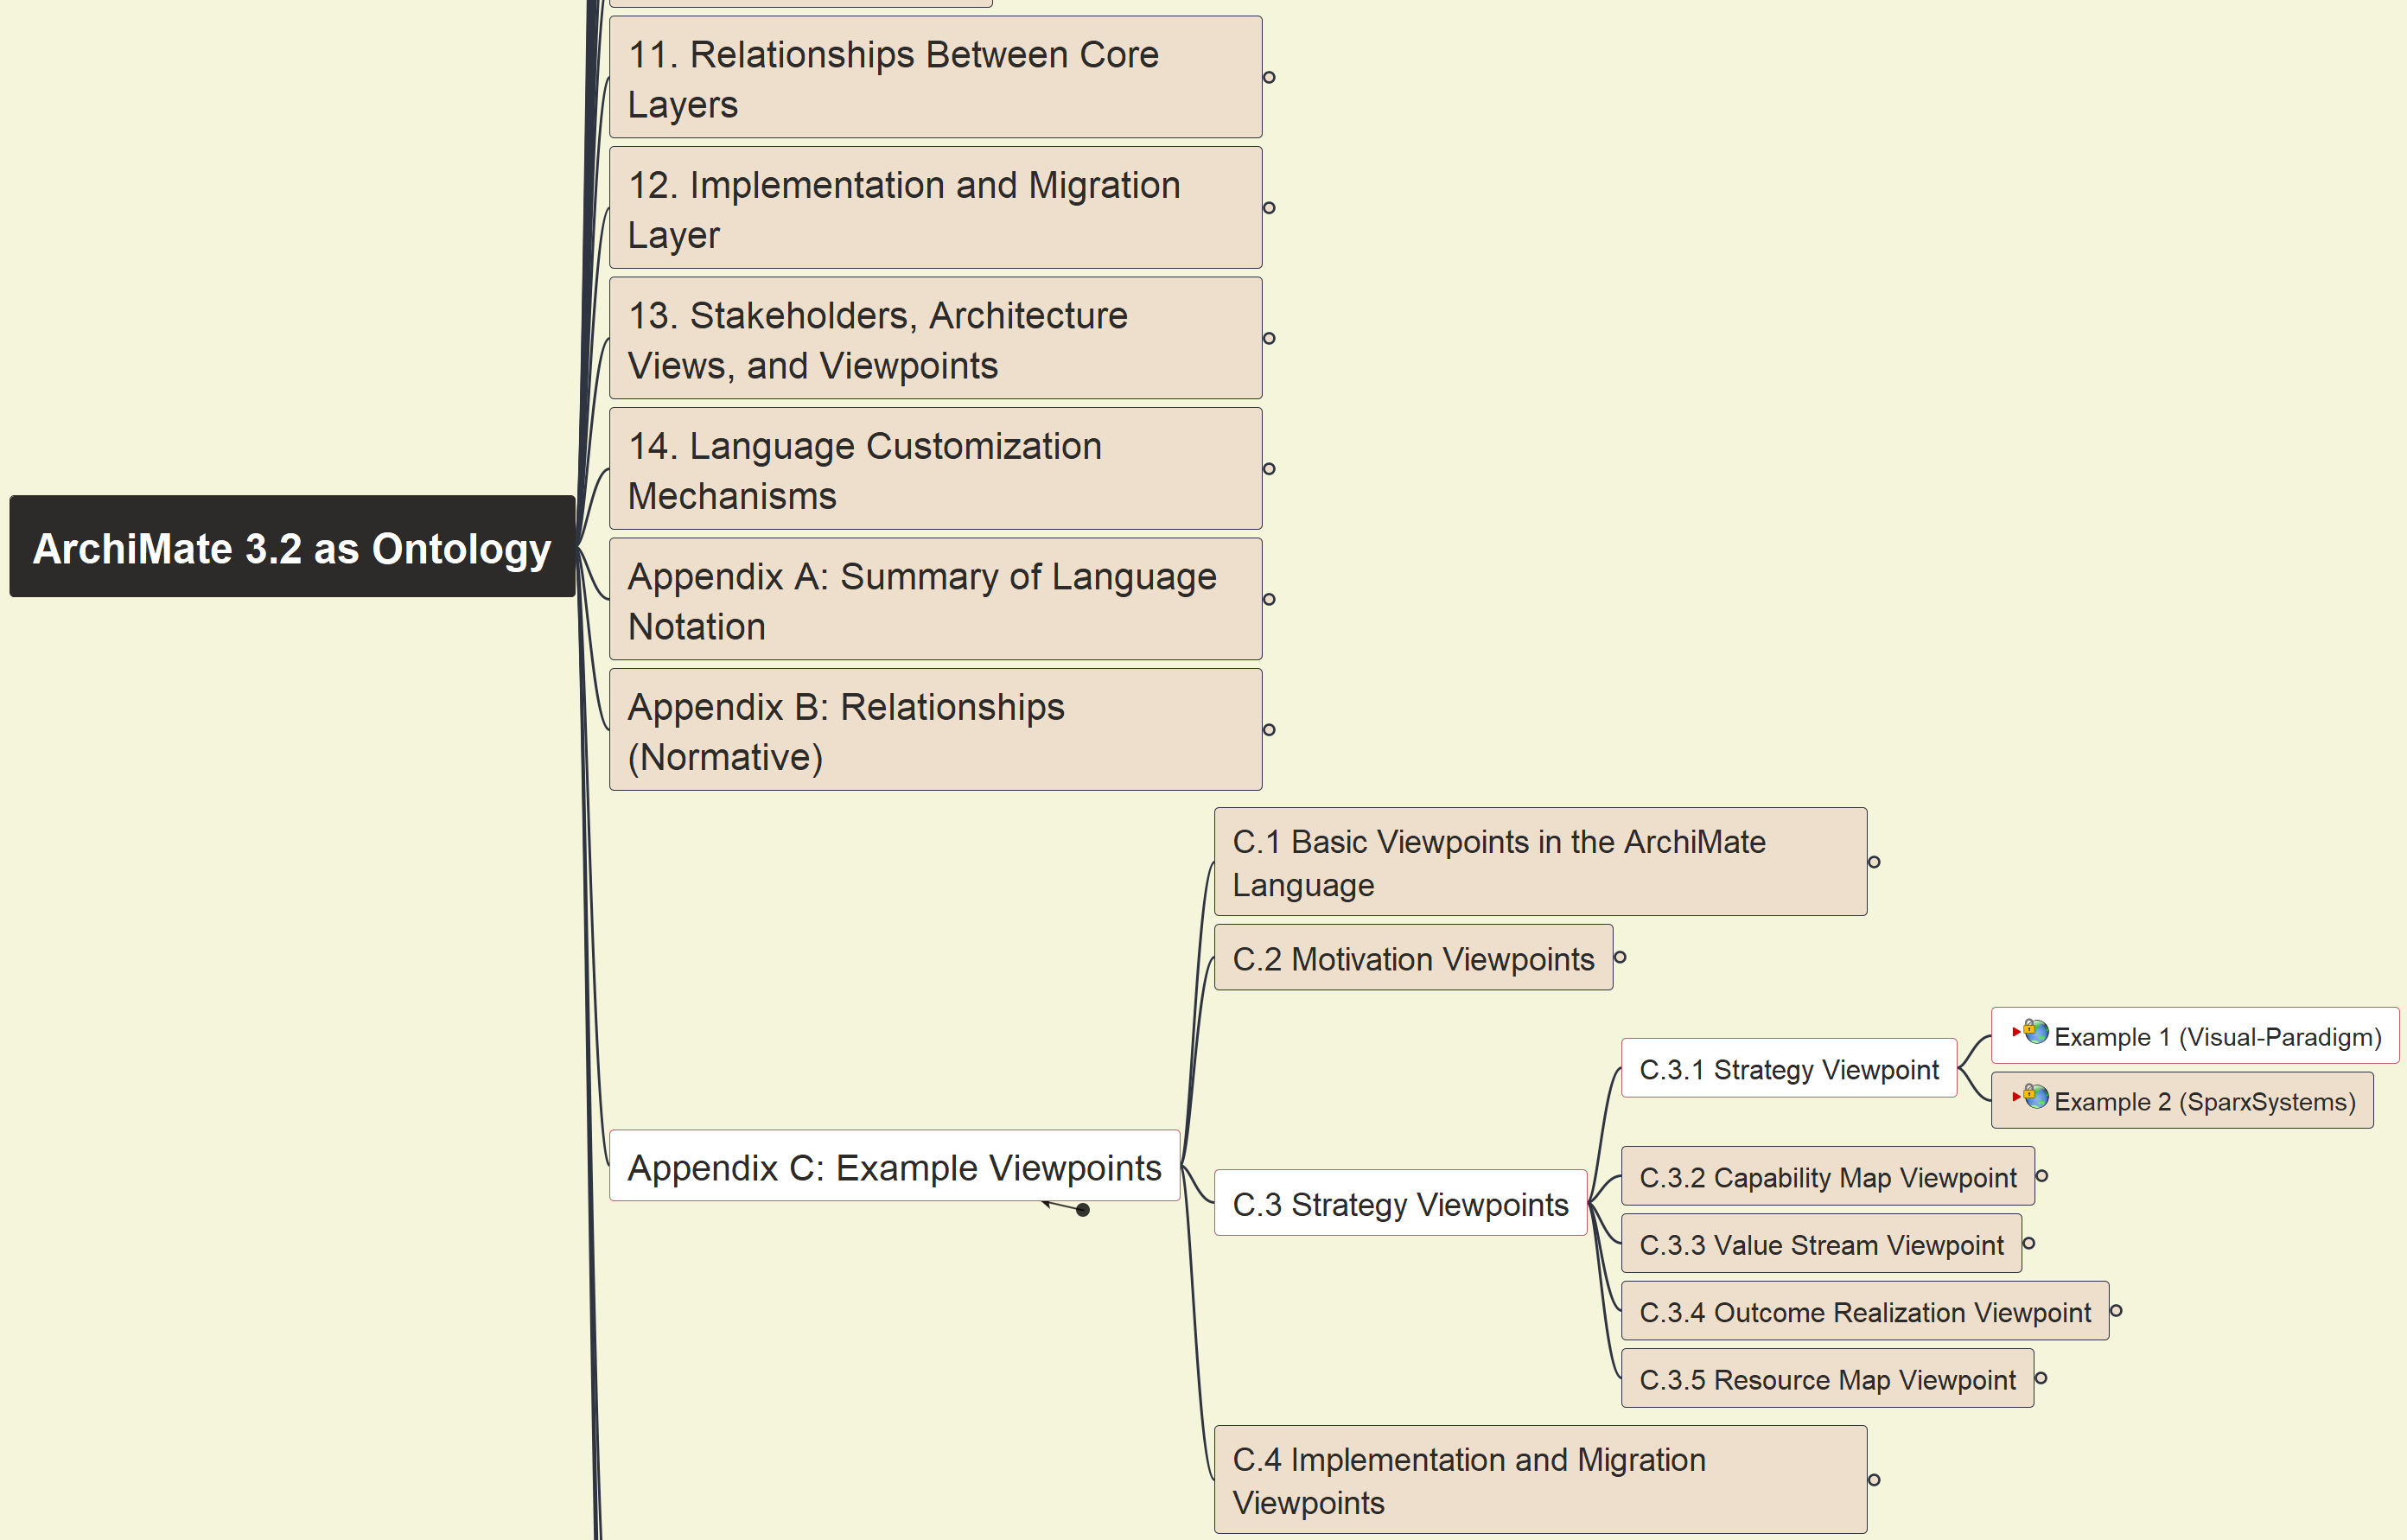 11. Relationships Between Core
Layers
12. Implementation and Migration
Layer
13. Stakeholders, Architecture
Views, and Viewpoints
14. Language Customization
Mechanisms
ArchiMate 3.2 as Ontology
Appendix A: Summary of Language
Notation
Appendix B: Relationships
(Normative)
C.1 Basic Viewpoints in the ArchiMate
Language
C.2 Motivation Viewpoints
Appendix C: Example Viewpoints
C.3 Strategy Viewpoints
C.3.1 Strategy Viewpoint
Example 1 (Visual-Paradigm)
Example 2 (SparxSystems)
C.3.2 Capability Map Viewpoint
C.3.3 Value Stream Viewpoint
C.3.4 Outcome Realization Viewpoint
C.3.5 Resource Map Viewpoint
C.4 Implementation and Migration
Viewpoints